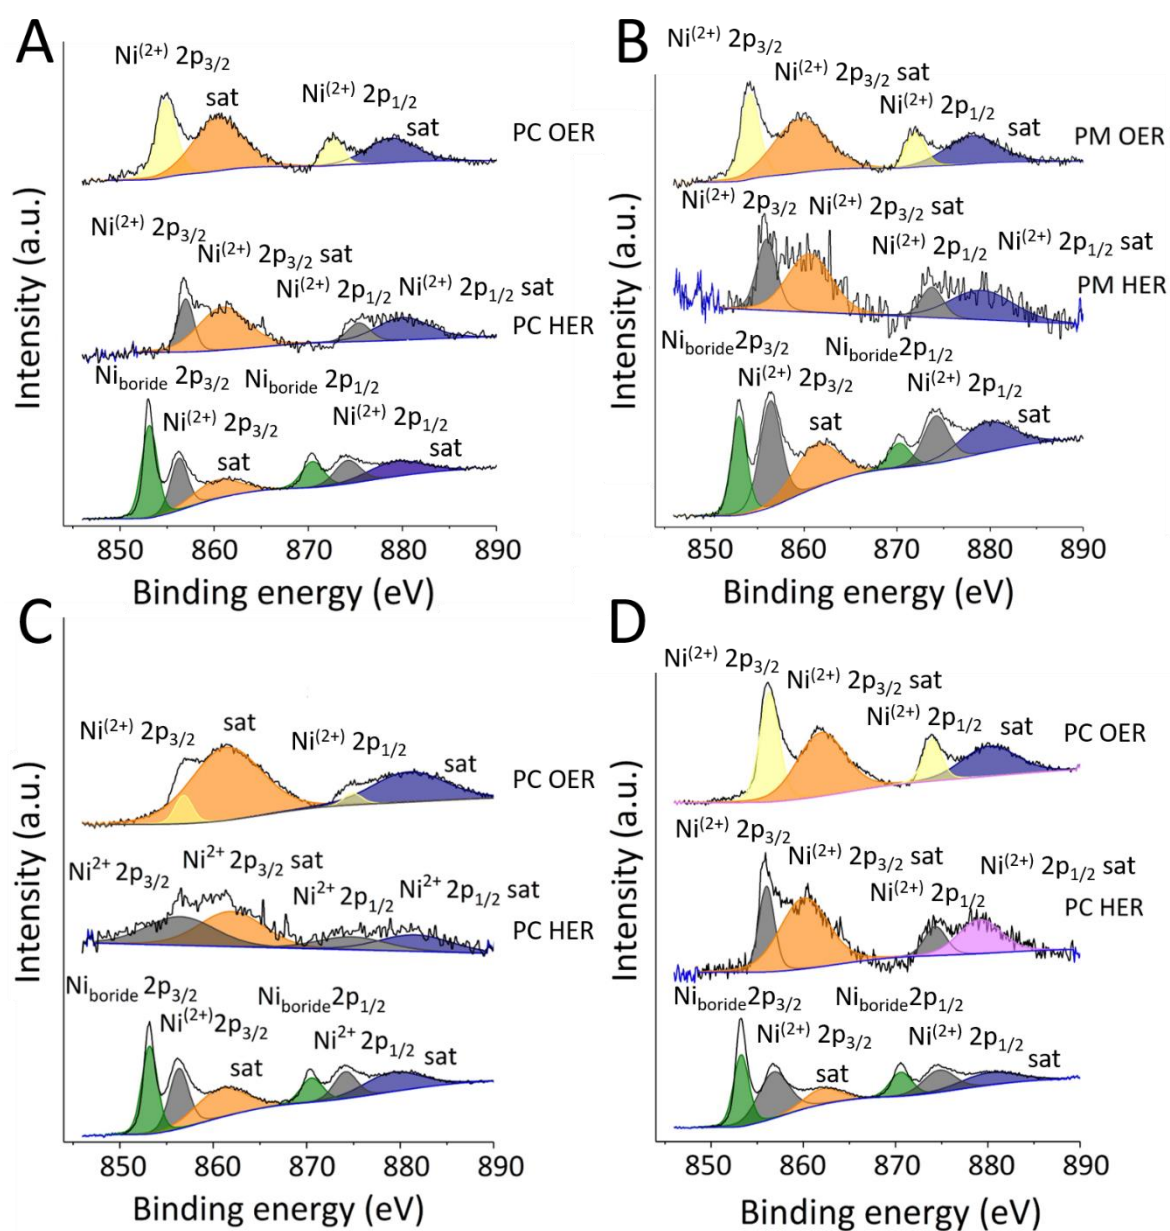 A
Ni(2+) 2p3/2
sat
Ni(2+) 2p1/2
sat
PC OER
Ni(2+) 2p3/2
Ni(2+) 2p3/2 sat
Ni(2+) 2p1/2
Ni(2+) 2p1/2 sat
PC HER
Niboride 2p3/2
Niboride 2p1/2
Ni(2+) 2p3/2
Ni(2+) 2p1/2
sat
sat
Intensity (a.u.)
850 860 870 880 890
Binding energy (eV)
B
Ni(2+) 2p3/2
Ni(2+) 2p3/2 sat
Ni(2+) 2p1/2
sat
PM OER
Ni(2+) 2p3/2
Ni(2+) 2p3/2 sat
Ni(2+) 2p1/2
Ni(2+) 2p1/2 sat
PM HER
Niboride2p3/2
Niboride2p1/2
Ni(2+) 2p3/2
Ni(2+) 2p1/2
sat
sat
Intensity (a.u.)
850 860 870 880 890
Binding energy (eV)
C
Ni(2+) 2p3/2
sat
Ni(2+) 2p1/2
sat
PC OER
Ni2+ 2p3/2
Ni2+ 2p3/2 sat
Ni2+ 2p1/2
Ni2+ 2p1/2 sat
PC HER
Niboride 2p3/2
Niboride2p1/2
Ni(2+)2p3/2
Ni2+ 2p1/2
sat
sat
Intensity (a.u.)
850 860 870 880 890
Binding energy (eV)
D
Ni(2+) 2p3/2
Ni(2+) 2p3/2 sat
Ni(2+) 2p1/2
sat
PC OER
Ni(2+) 2p3/2
Ni(2+) 2p3/2 sat
Ni(2+) 2p1/2
Ni(2+) 2p1/2 sat
PC HER
Niboride2p3/2
Niboride2p1/2
Ni(2+) 2p3/2
Ni(2+) 2p1/2
sat
sat
Intensity (a.u.)
850 860 870 880 890
Binding energy (eV)